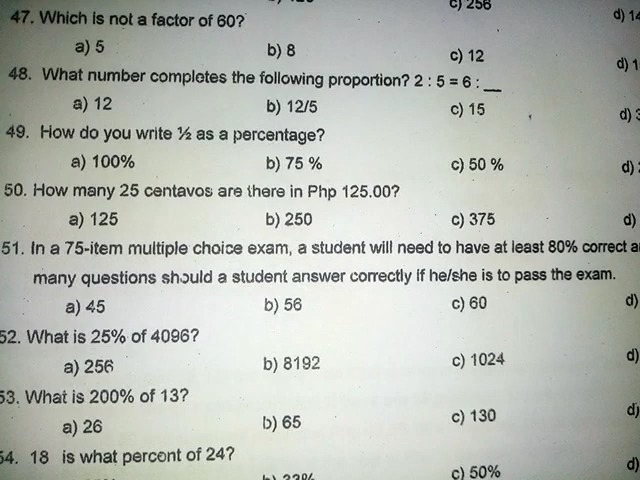 c) 256
47. Which is not a factor of 60?
d) 14
a) 5 b) 8 c) 12 d) 1
48. What number completes the following proportion? 2 : 5 = 6 : __
a) 12 b) 12/5 c) 15 d) 3
49. How do you write ½ as a percentage?
a) 100% b) 75 % c) 50 % d)
50. How many 25 centavos are there in Php 125.00?
a) 125 b) 250 c) 375 d)
51. In a 75-item multiple choice exam, a student will need to have at least 80% correct
many questions should a student answer correctly if he/she is to pass the exam.
a) 45 b) 56 c) 60 d)
52. What is 25% of 4096?
a) 256 b) 8192 c) 1024 d)
53. What is 200% of 13?
a) 26 b) 65 c) 130 d)
54. 18 is what percent of 24?
c) 50% d)